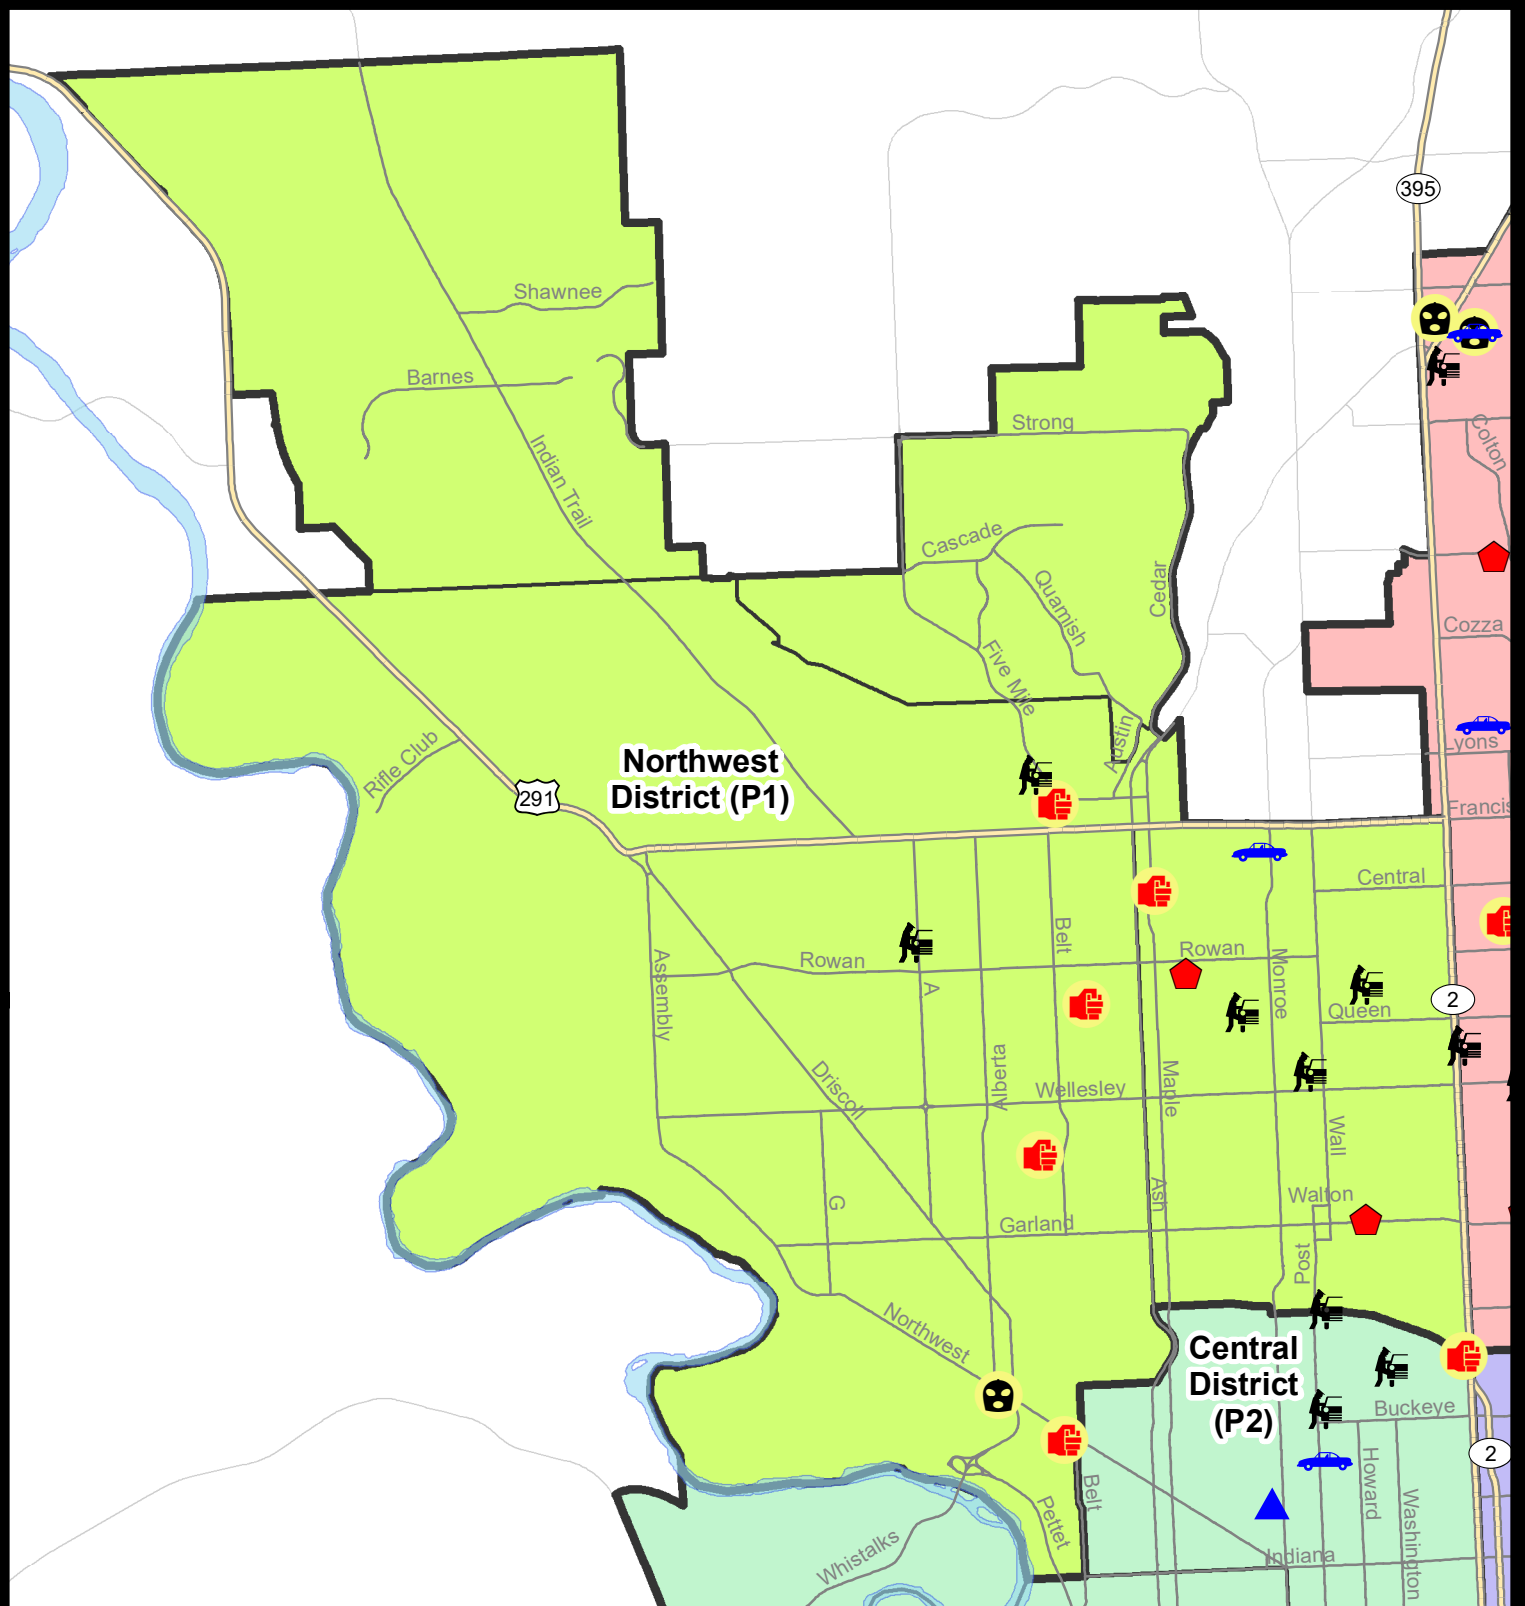 395
Shawnee
Barnes
Strong
Colton
Indian Trail
Cascade
Quamish
Cedar
Cozza
Five Mile
Austin
Lyons
Rifle Club
Northwest
District (P1)
291
Francis
Central
Belt
Rowan
Rowan
Assembly
A
Monroe
Queen
2
Driscoll
Alberta
Wellesley
Maple
Wall
G
Ash
Walton
Garland
Post
Northwest
Central
District
(P2)
Buckeye
2
Belt
Howard
Washington
Pettet
Whistalks
Indiana